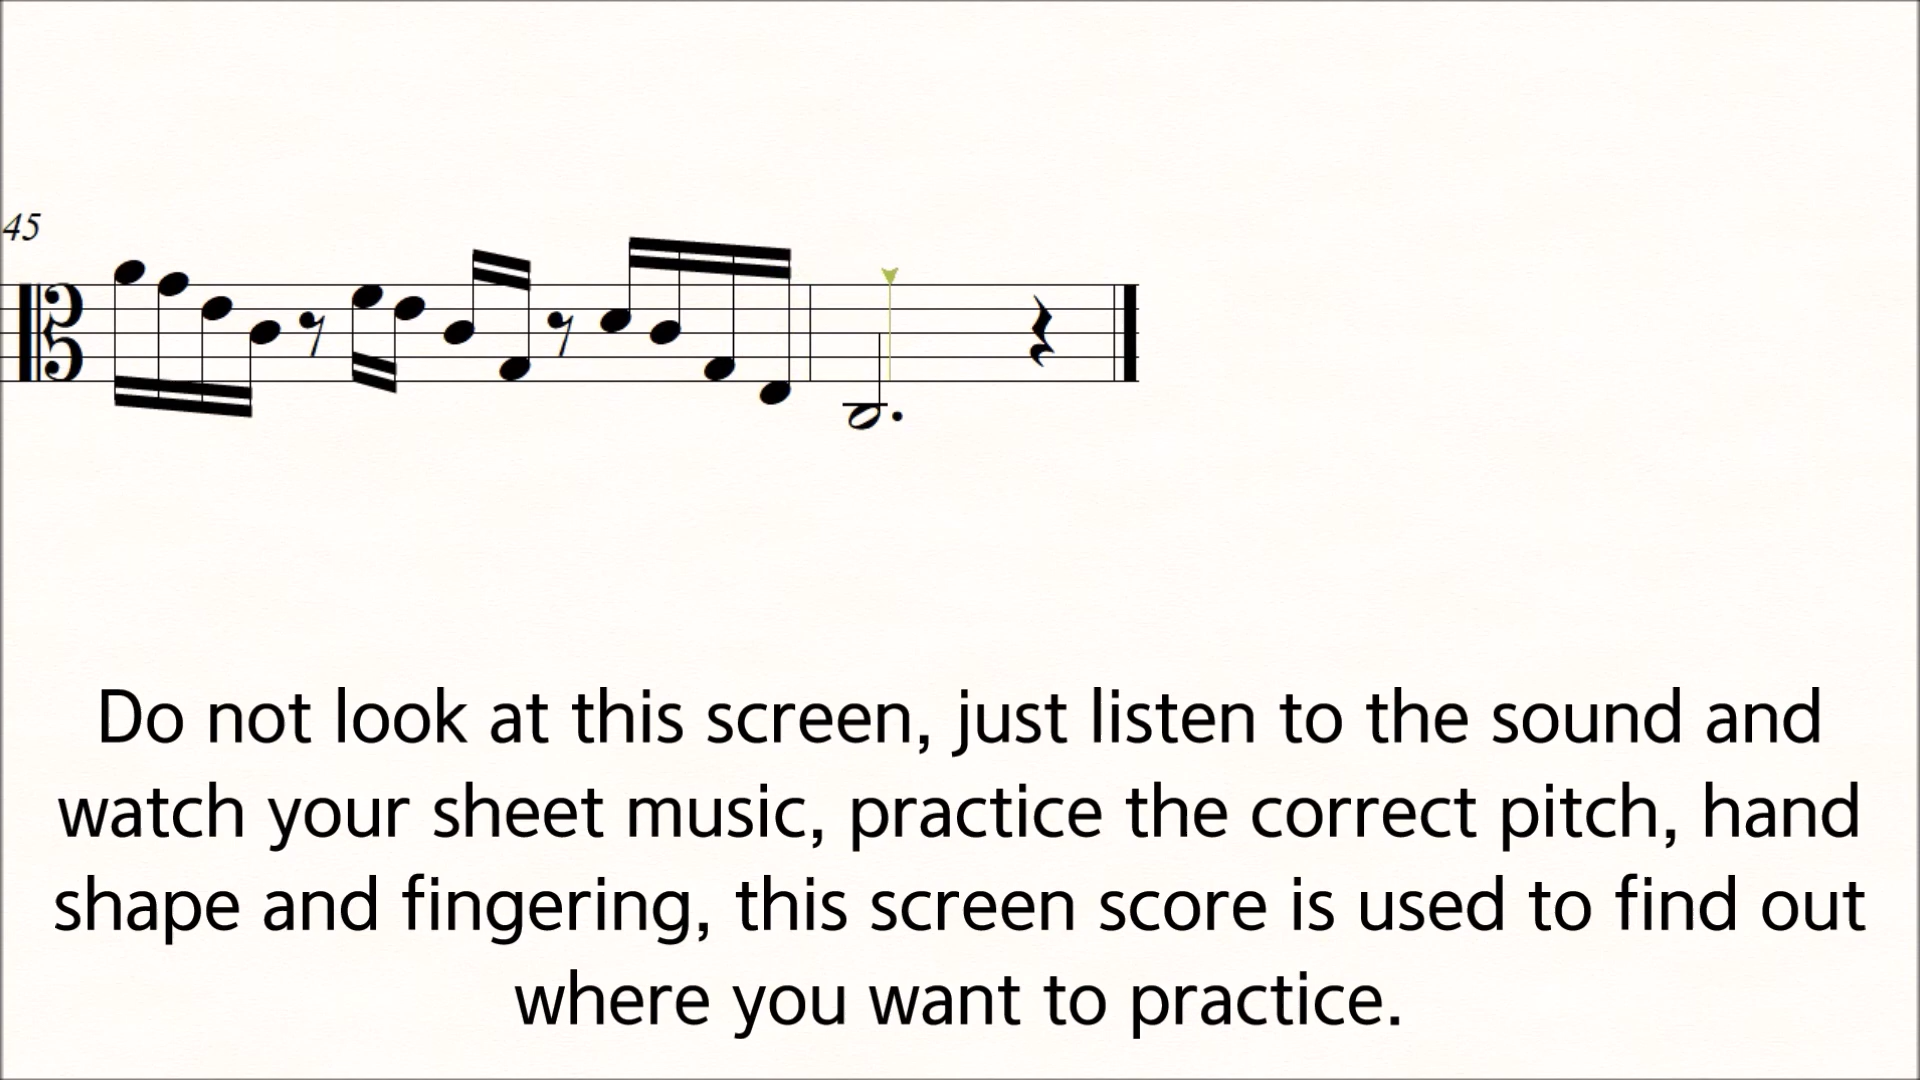 45
Do not look at this screen, just listen to the sound and
watch your sheet music, practice the correct pitch, hand
shape and fingering, this screen score is used to find out
where you want to practice.